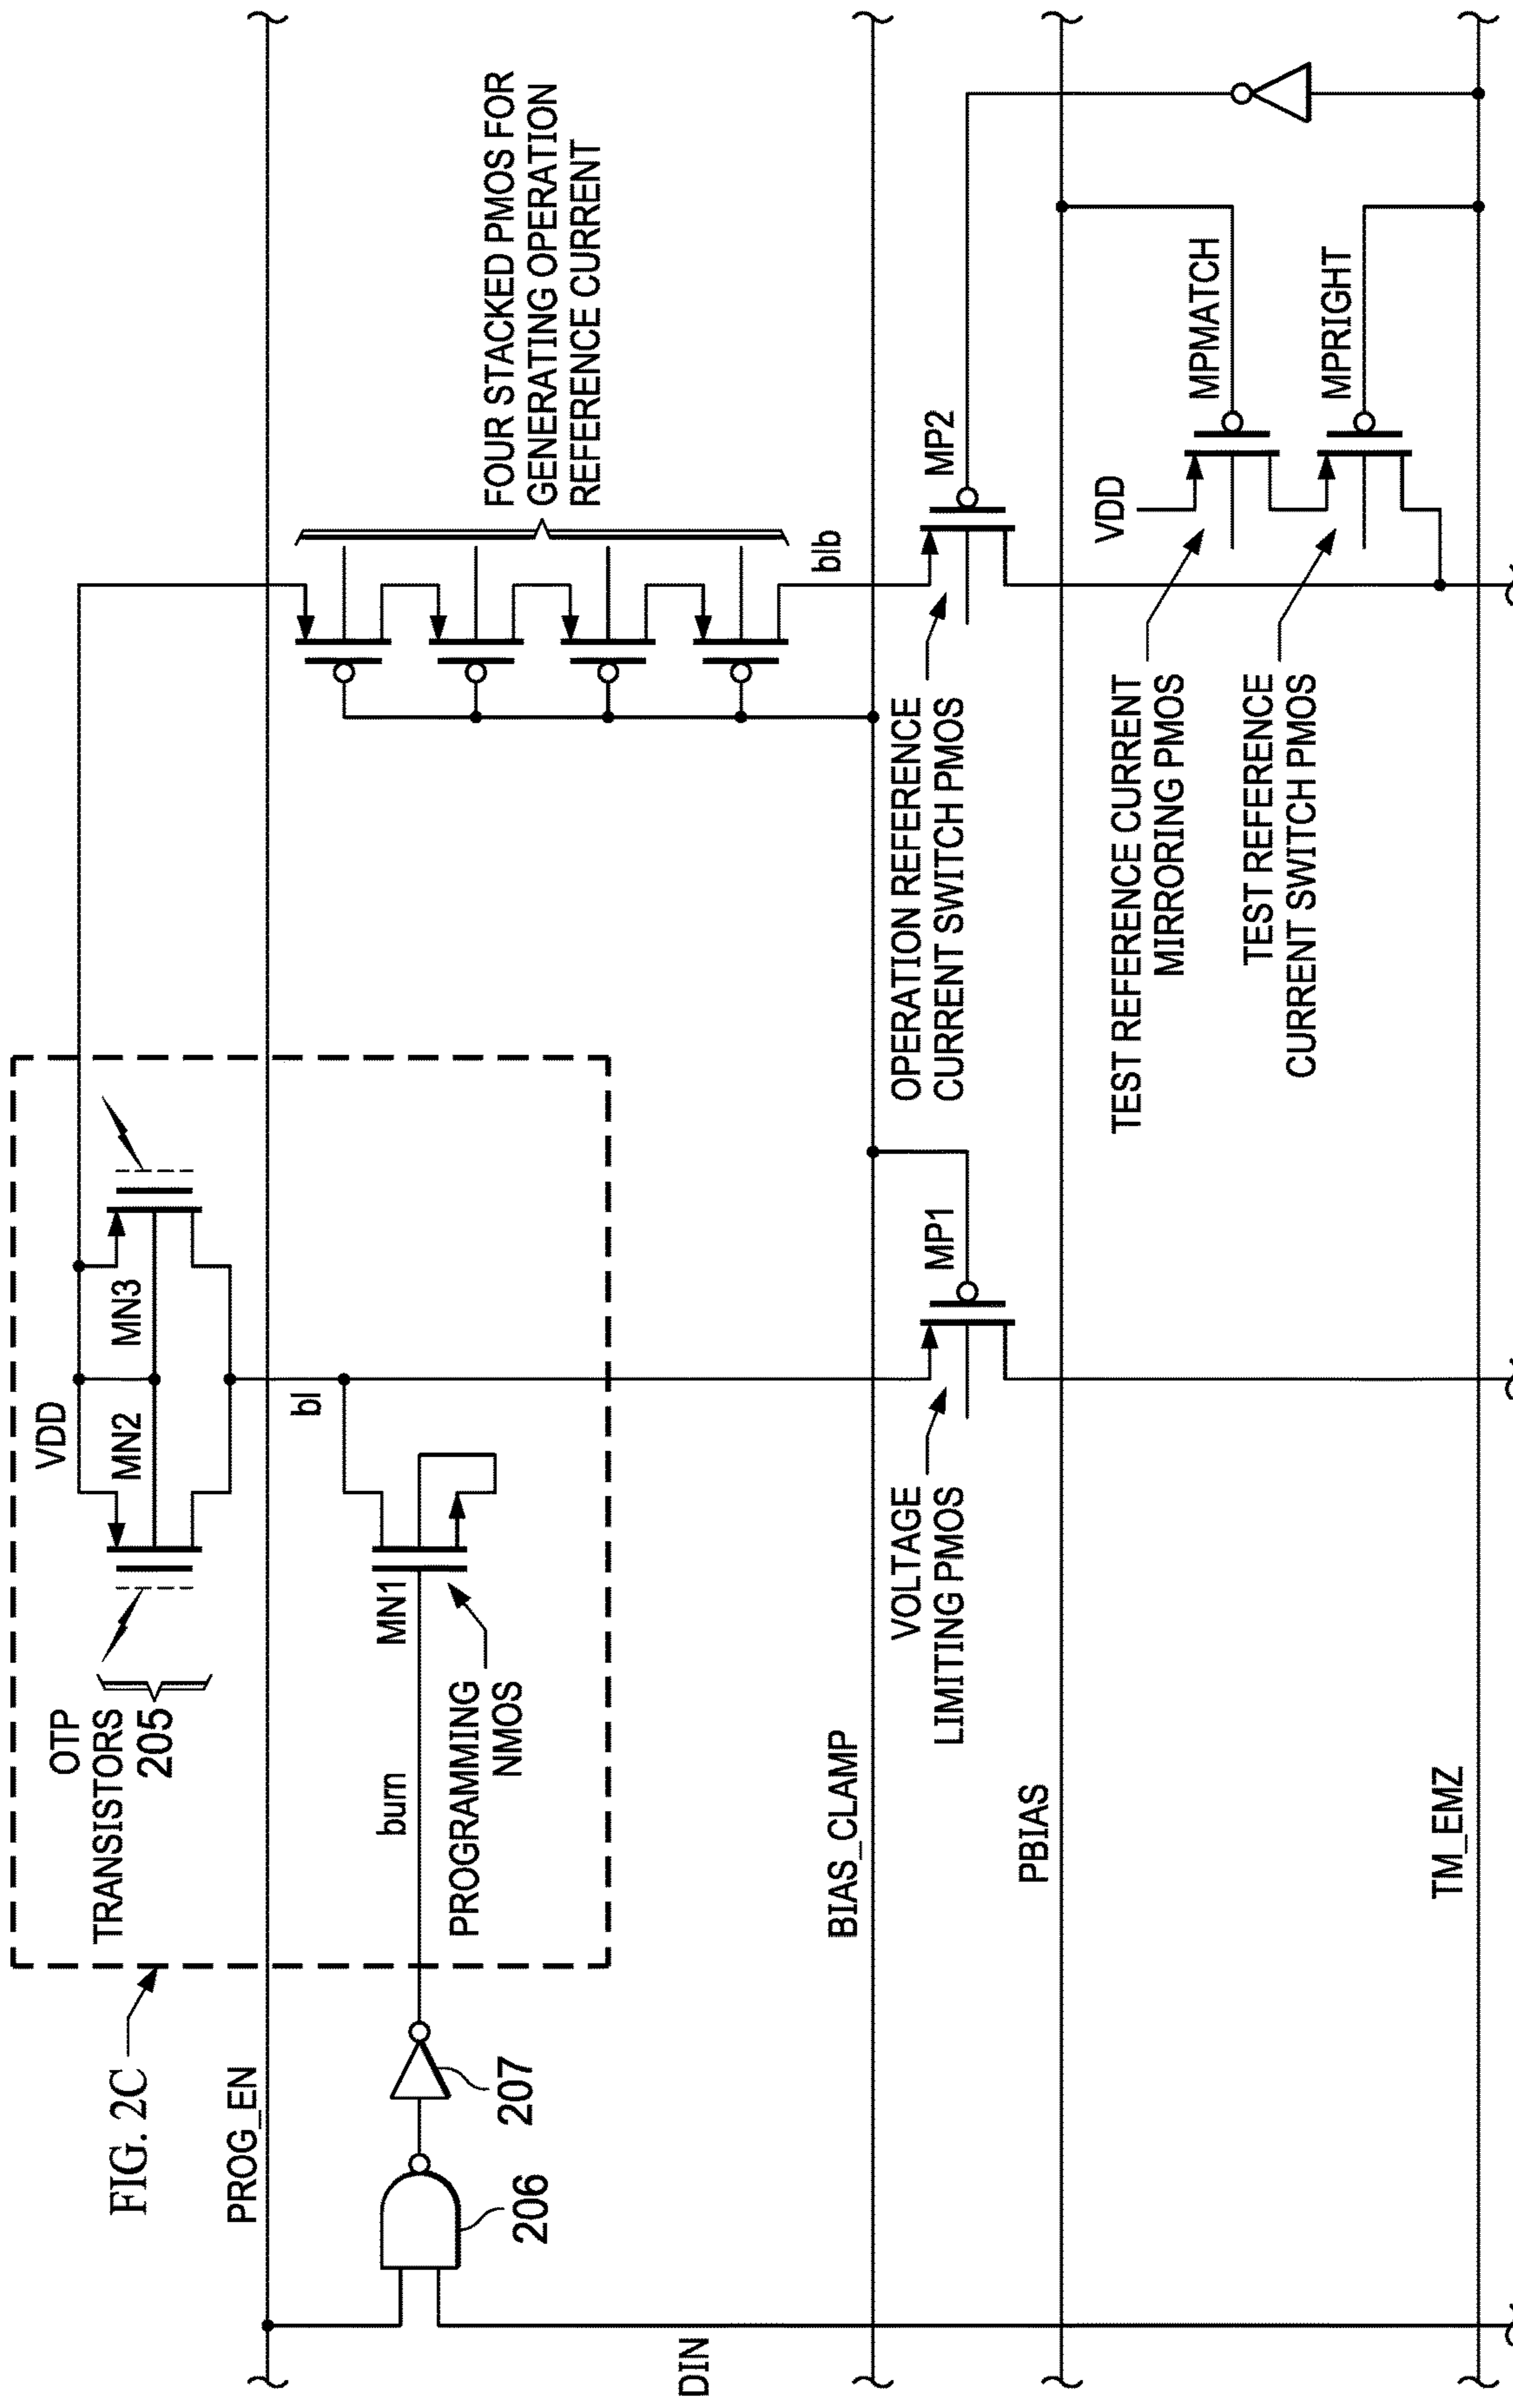 FIG. 2C
OTP
TRANSISTORS
205
VDD
MN2
MN3
PROG_EN
bl
burn
MN1
PROGRAMMING
NMOS
206
207
FOUR STACKED PMOS FOR
GENERATING OPERATION
REFERENCE CURRENT
blb
DIN
BIAS_CLAMP
VOLTAGE
LIMITING PMOS
MP1
OPERATION REFERENCE
CURRENT SWITCH PMOS
MP2
PBIAS
VDD
MPMATCH
TEST REFERENCE CURRENT
MIRRORING PMOS
MPRIGHT
TEST REFERENCE
CURRENT SWITCH PMOS
TM_EMZ